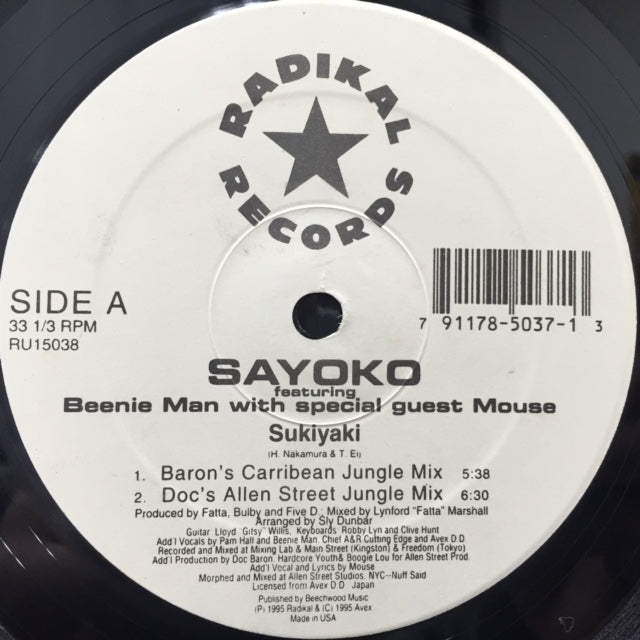 RADIKAL
RECORDS
SIDE A
33 1/3 RPM
RU15038
7 91178-5037-1 3
SAYOKO
featuring
Beenie Man with special guest Mouse
Sukiyaki
(H. Nakamura & T. Ei)
1. Baron's Carribean Jungle Mix 5:38
2. Doc's Allen Street Jungle Mix 6:30
Produced by Fatta, Bulby and Five D., Mixed by Lynford "Fatta" Marshall
Arranged by Sly Dunbar
Guitar: Lloyd "Gitsy" Willis, Keyboards: Robby Lyn and Clive Hunt
Add'l Vocals by Pam Hall and Beenie Man. Chief A&R Cutting Edge and Avex D.D
Recorded and Mixed at Mixing Lab & Main Street (Kingston) & Freedom (Tokyo)
Add'l Production by Doc Baron, Hardcore Youth& Boogie Lou for Allen Street Prod.
Add'l Vocal and Lyrics by Mouse
Morphed and Mixed at Allen Street Studios, NYC--Nuff Said
Licensed from Avex D.D Japan
Published by Beechwood Music
(P) 1995 Radikal & (C) 1995 Avex
Made in USA